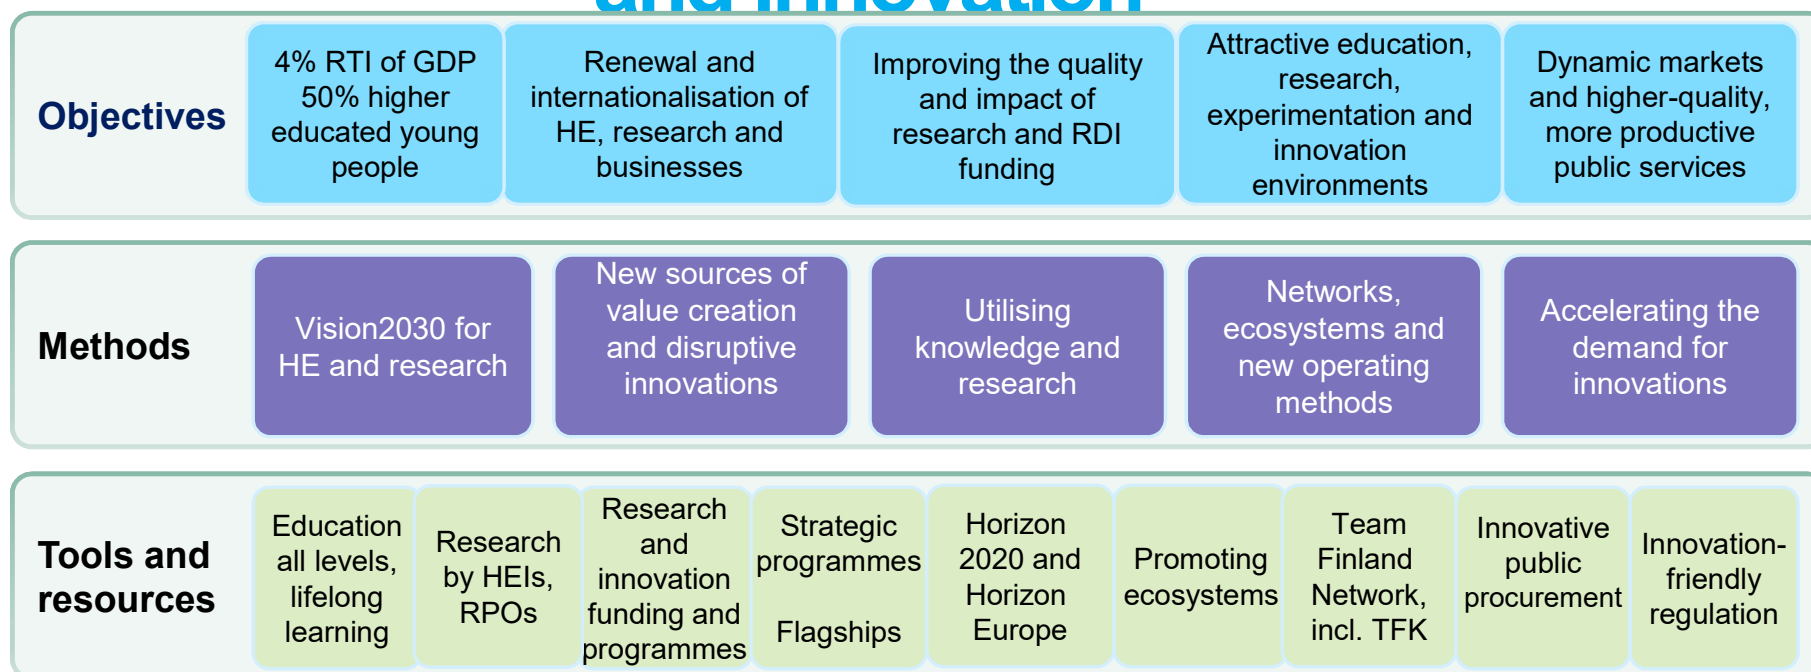 and innovation
Objectives
4% RTI of GDP
50% higher
educated young
people
Renewal and
internationalisation of
HE, research and
businesses
Improving the quality
and impact of
research and RDI
funding
Attractive education,
research,
experimentation and
innovation
environments
Dynamic markets
and higher-quality,
more productive
public services
Methods
Vision2030 for
HE and research
New sources of
value creation
and disruptive
innovations
Utilising
knowledge and
research
Networks,
ecosystems and
new operating
methods
Accelerating the
demand for
innovations
Tools and
resources
Education
all levels,
lifelong
learning
Research
by HEIs,
RPOs
Research
and
innovation
funding and
programmes
Strategic
programmes
Flagships
Horizon
2020 and
Horizon
Europe
Promoting
ecosystems
Team
Finland
Network,
incl. TFK
Innovative
public
procurement
Innovation-
friendly
regulation